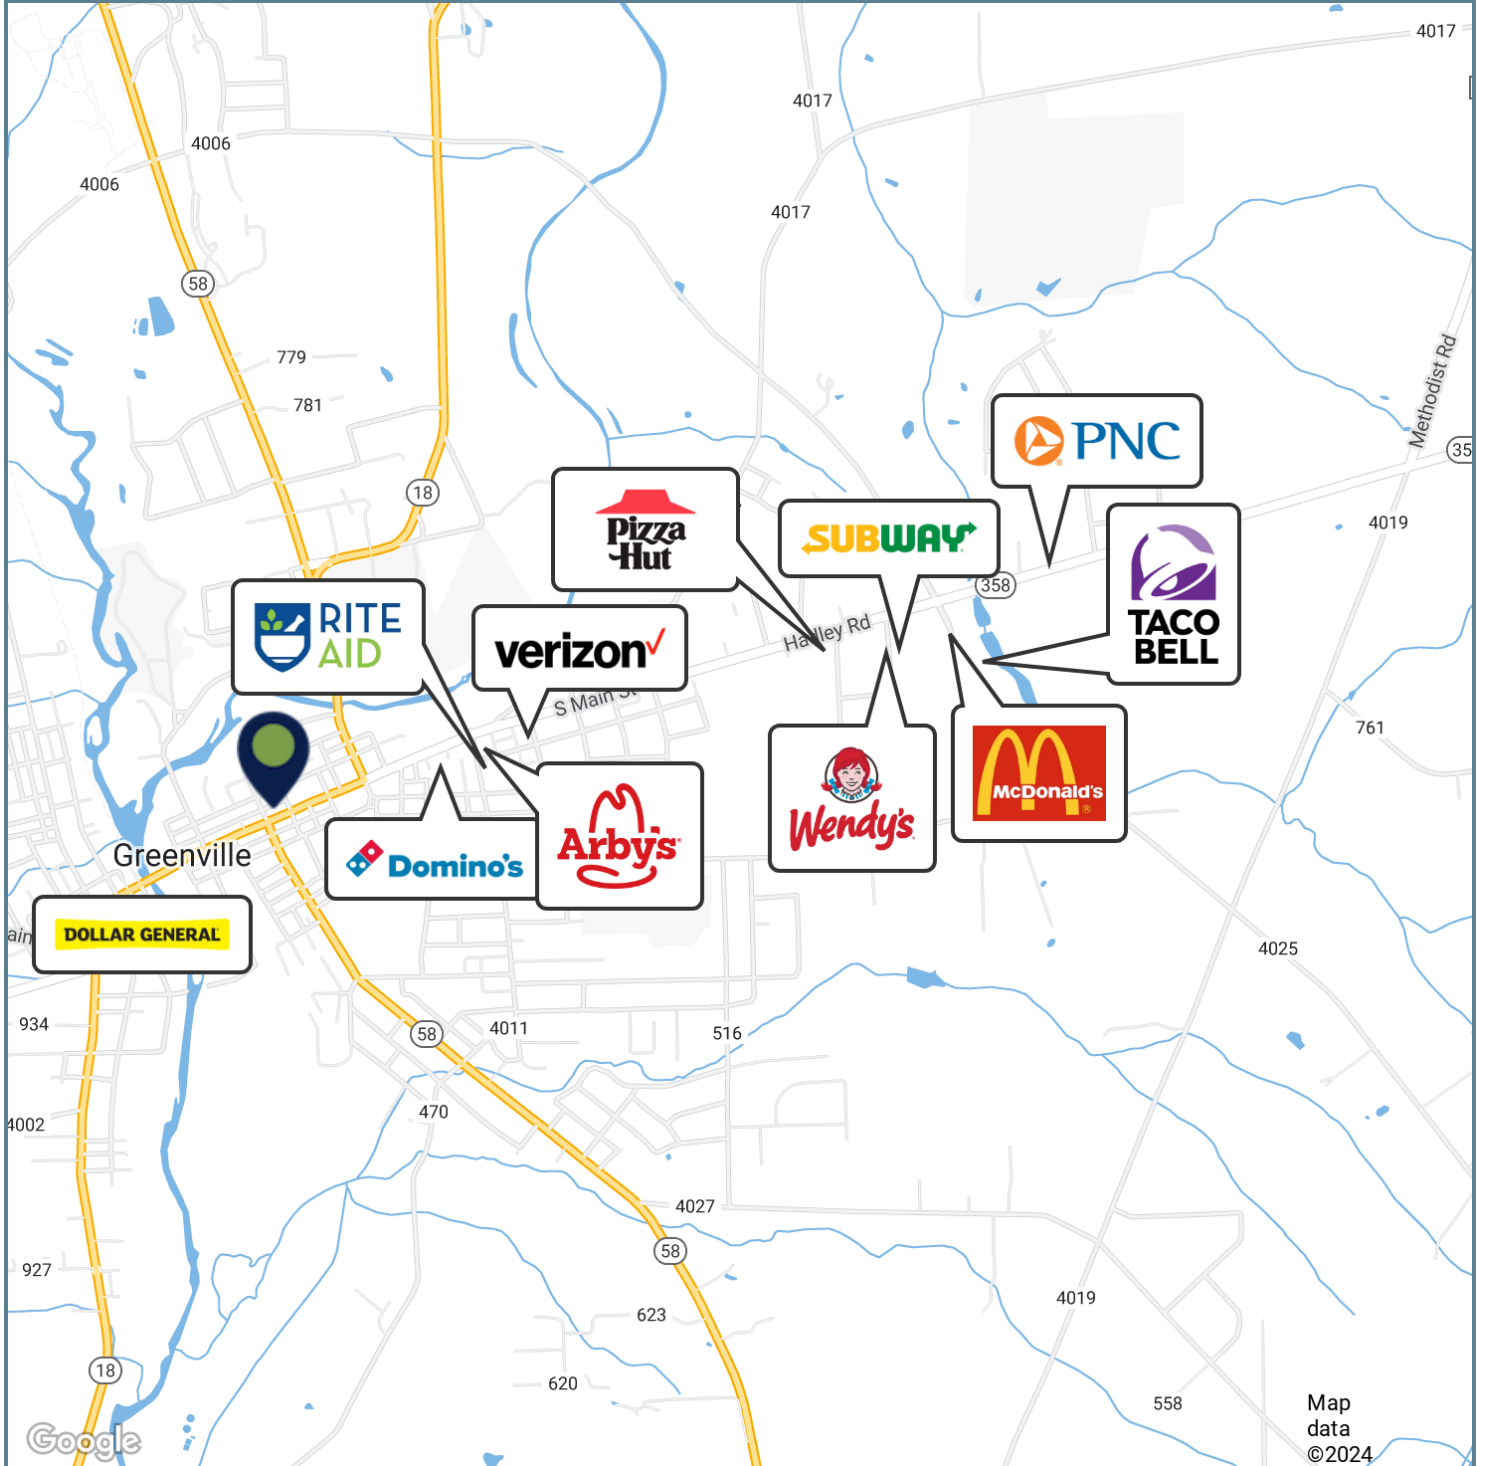 4017
4017
4006
4006
4017
58
779
Methodist Rd
781
PNC
35
18
Pizza
Hut
SUBWAY
4019
358
TACO
BELL
RITE
AID
verizon
Hadley Rd
S Main St
761
McDonald's
Wendy's
Arby's
Greenville
Domino's
DOLLAR GENERAL
ain
4025
934
58
4011
516
470
4002
4027
58
927
4019
623
18
620
558
Map
data
©2024
Google